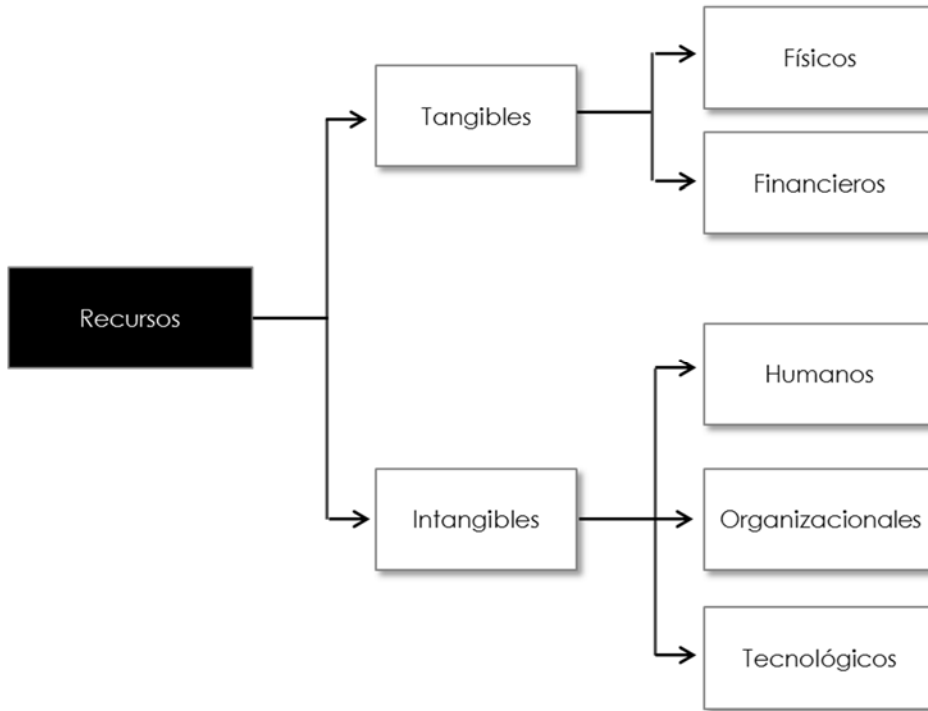 Recursos
Tangibles
Físicos
Financieros
Intangibles
Humanos
Organizacionales
Tecnológicos